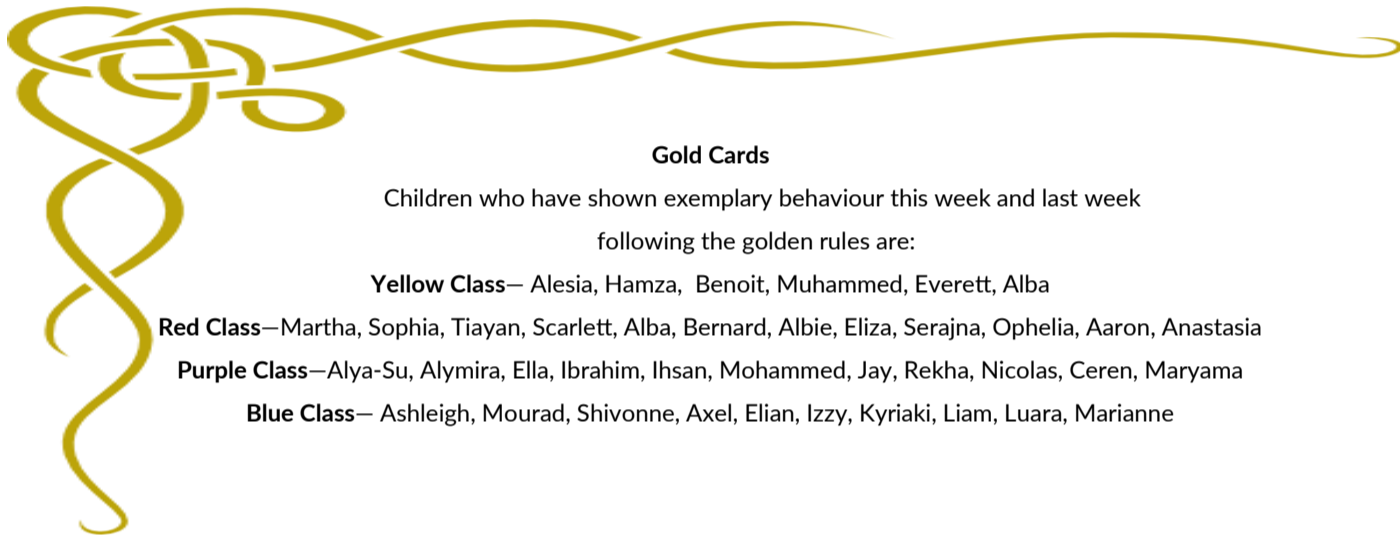 Gold Cards
Children who have shown exemplary behaviour this week and last week
following the golden rules are:
Yellow Class— Alesia, Hamza,  Benoit, Muhammed, Everett, Alba
Red Class—Martha, Sophia, Tiayan, Scarlett, Alba, Bernard, Albie, Eliza, Serajna, Ophelia, Aaron, Anastasia
Purple Class—Alya-Su, Alymira, Ella, Ibrahim, Ihsan, Mohammed, Jay, Rekha, Nicolas, Ceren, Maryama
Blue Class— Ashleigh, Mourad, Shivonne, Axel, Elian, Izzy, Kyriaki, Liam, Luara, Marianne